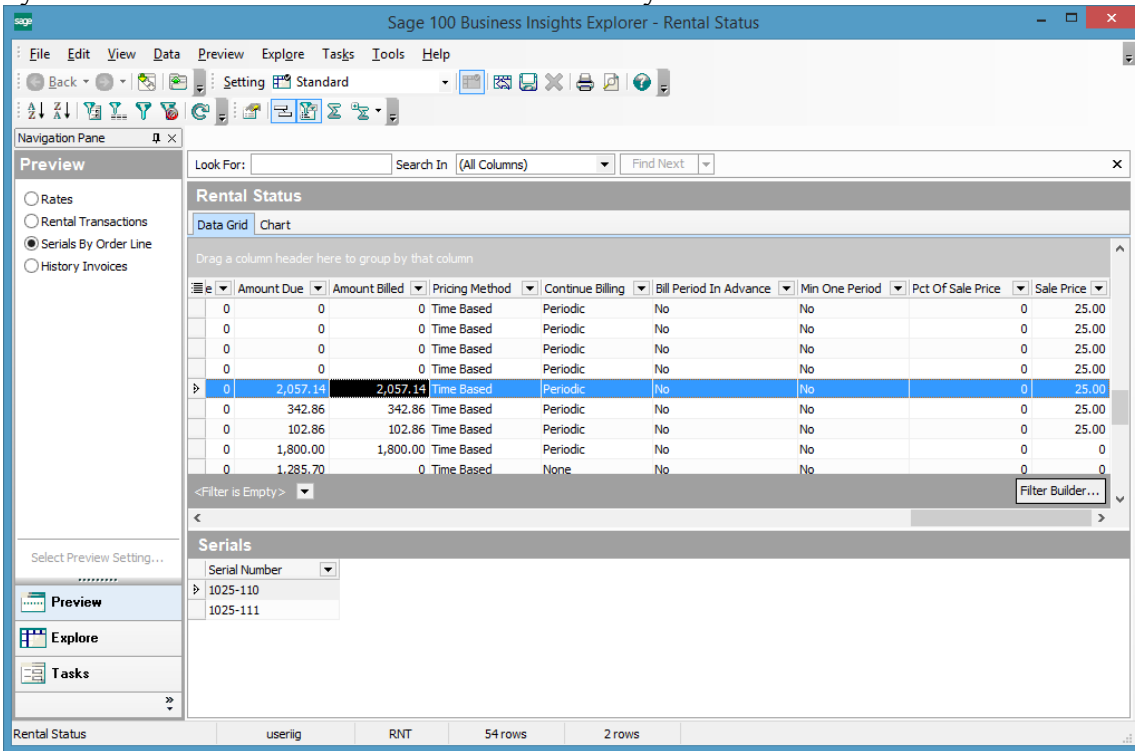 sage
Sage 100 Business Insights Explorer - Rental Status
File Edit View Data Preview Explore Tasks Tools Help
Back Setting Standard
Navigation Pane
Preview
Look For: Search In (All Columns) Find Next
Rates
Rental Transactions
Serials By Order Line
History Invoices
Rental Status
Data Grid Chart
Drag a column header here to group by that column
e Amount Due Amount Billed Pricing Method Continue Billing Bill Period In Advance Min One Period Pct Of Sale Price Sale Price
0 0 0 Time Based Periodic No No 0 25.00
0 0 0 Time Based Periodic No No 0 25.00
0 0 0 Time Based Periodic No No 0 25.00
0 0 0 Time Based Periodic No No 0 25.00
0 2,057.14 2,057.14 Time Based Periodic No No 0 25.00
0 342.86 342.86 Time Based Periodic No No 0 25.00
0 102.86 102.86 Time Based Periodic No No 0 25.00
0 1,800.00 1,800.00 Time Based Periodic No No 0 0
0 1,285.70 0 Time Based None No No 0 0
<Filter is Empty> Filter Builder...
Serials
Serial Number
1025-110
1025-111
Select Preview Setting...
Preview
Explore
Tasks
Rental Status useriig RNT 54 rows 2 rows